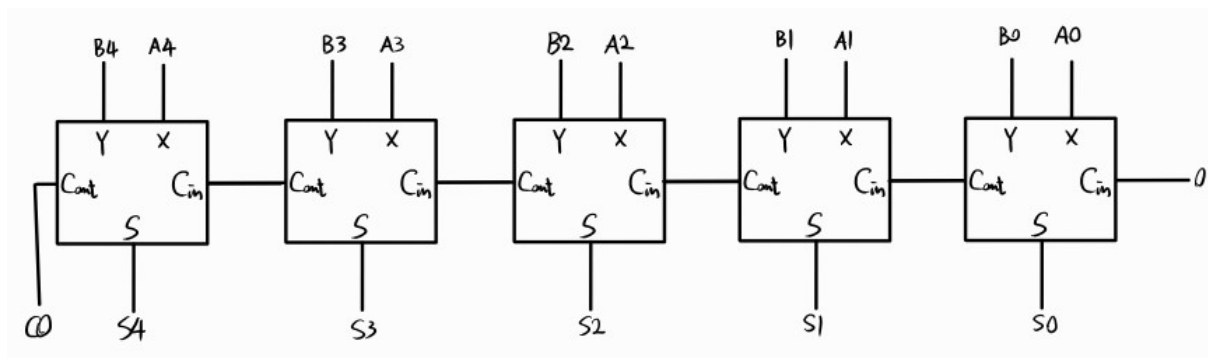 B4 A4 B3 A3 B2 A2 B1 A1 B0 A0
Y X Y X Y X Y X Y X
Cout Cin Cout Cin Cout Cin Cout Cin Cout Cin 0
S S S S S
CO S4 S3 S2 S1 S0